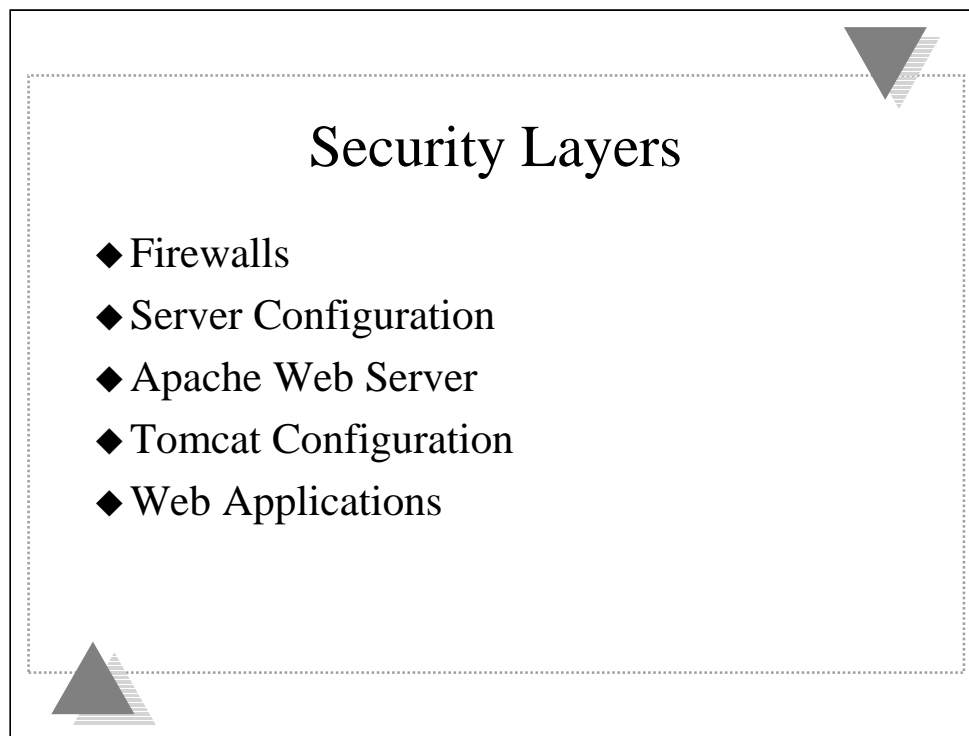 Security Layers
◆ Firewalls
◆ Server Configuration
◆ Apache Web Server
◆ Tomcat Configuration
◆ Web Applications